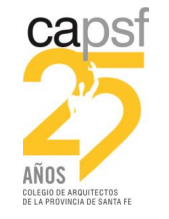 capsf
25
AÑOS
COLEGIO DE ARQUITECTOS
DE LA PROVINCIA DE SANTA FE